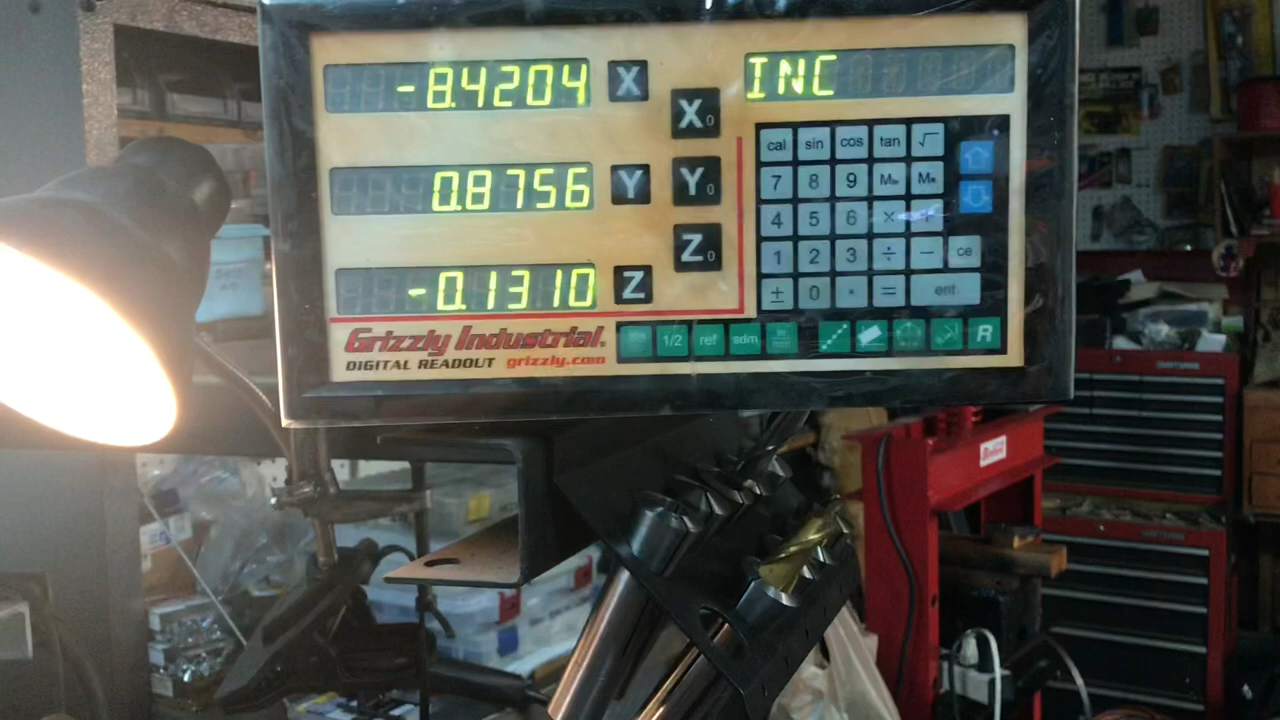 -8.4204 X INC
X0
0.8756 Y Y0
Z0
-0.1310 Z
cal sin cos tan √
7 8 9
4 5 6 × +
1 2 3 ÷ − ce
± 0 . = ent
Grizzly Industrial®
DIGITAL READOUT grizzly.com
1/2 ref sdm R
CRAFTSMAN